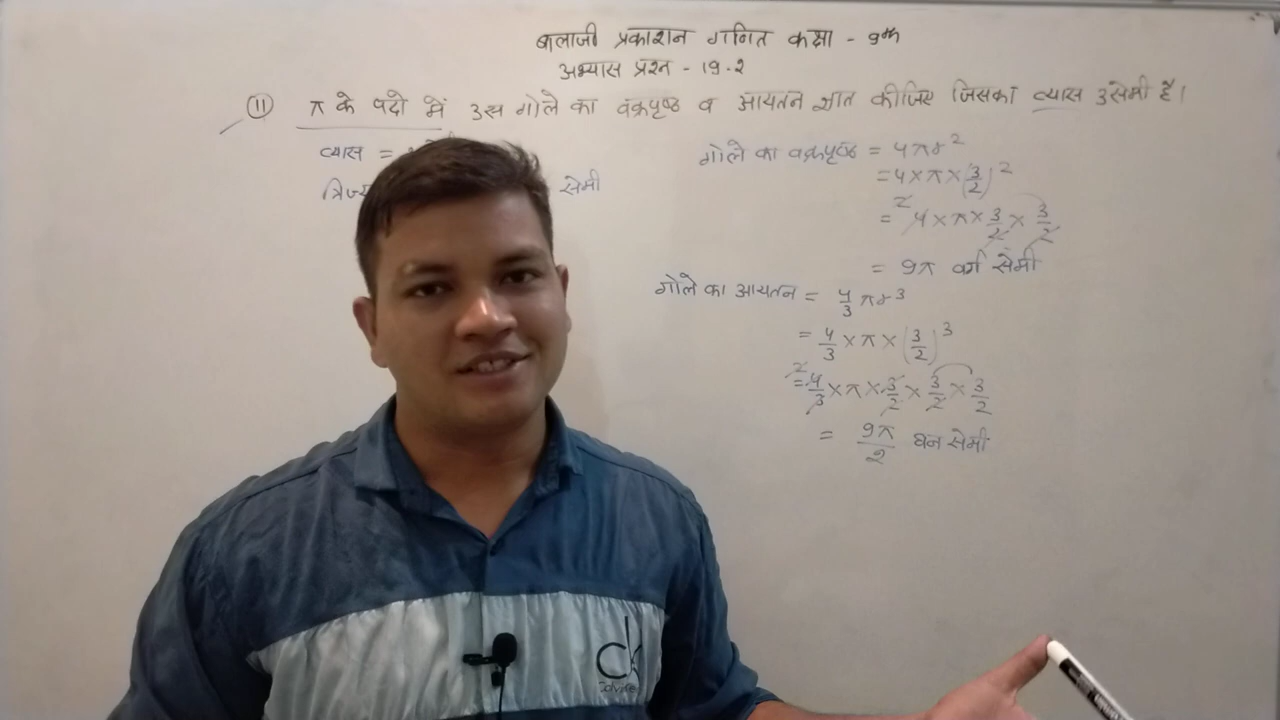 बालाजी प्रकाशन गणित कक्षा - 9th
अभ्यास प्रश्न - 19.2
11 π के पदो में उस गोले का वक्रपृष्ठ व आयतन ज्ञात कीजिए जिसका व्यास 3सेमी है।
व्यास =
सेमी
गोले का वक्रपृष्ठ = 4πr²
= 4×π×(3/2)²
= 4×π×3/2×3/2
= 9π वर्ग सेमी
गोले का आयतन = 4/3 πr³
= 4/3×π×(3/2)³
= 4/3×π×3/2×3/2×3/2
= 9π/2 घन सेमी
ck